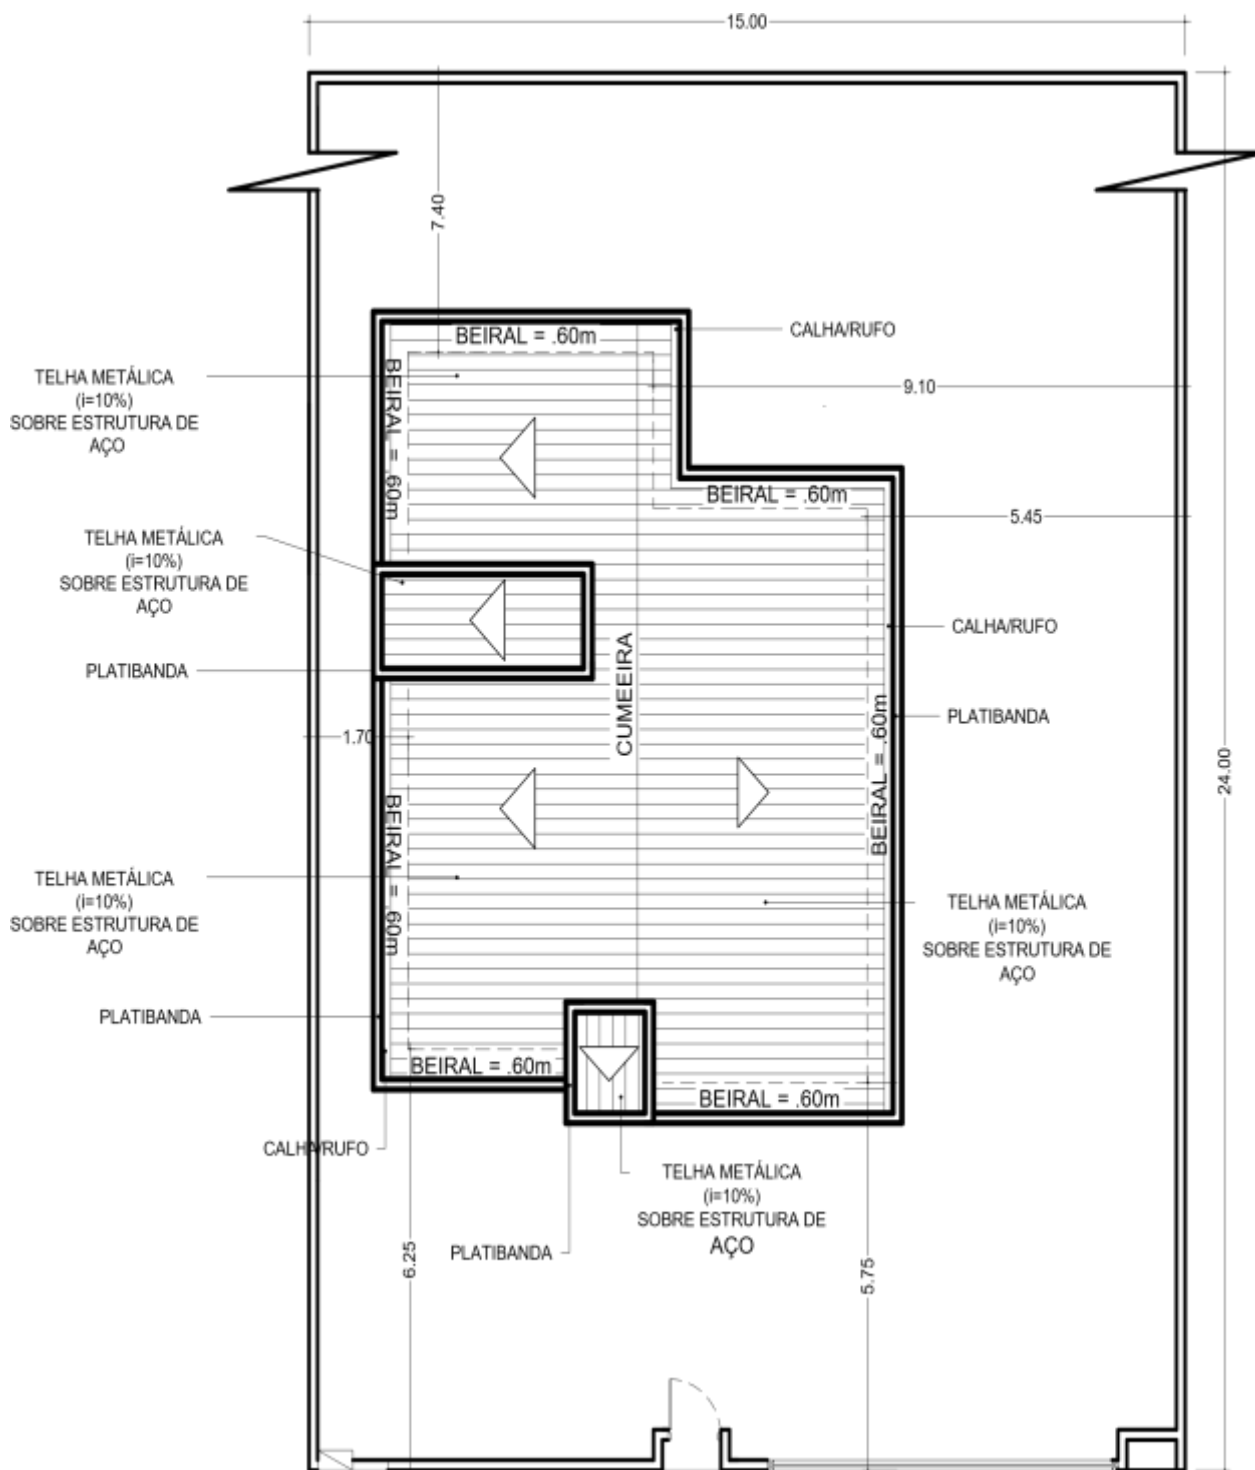 15.00
7.40
BEIRAL = .60m
CALHA/RUFO
BEIRAL = .60m
TELHA METÁLICA
(i=10%)
SOBRE ESTRUTURA DE
AÇO
9.10
BEIRAL = .60m
5.45
TELHA METÁLICA
(i=10%)
SOBRE ESTRUTURA DE
AÇO
CALHA/RUFO
PLATIBANDA
CUMEEIRA
BEIRAL = .60m
PLATIBANDA
1.70
24.00
BEIRAL = .60m
TELHA METÁLICA
(i=10%)
SOBRE ESTRUTURA DE
AÇO
TELHA METÁLICA
(i=10%)
SOBRE ESTRUTURA DE
AÇO
PLATIBANDA
BEIRAL = .60m
BEIRAL = .60m
CALHA/RUFO
TELHA METÁLICA
(i=10%)
SOBRE ESTRUTURA DE
AÇO
PLATIBANDA
6.25
5.75